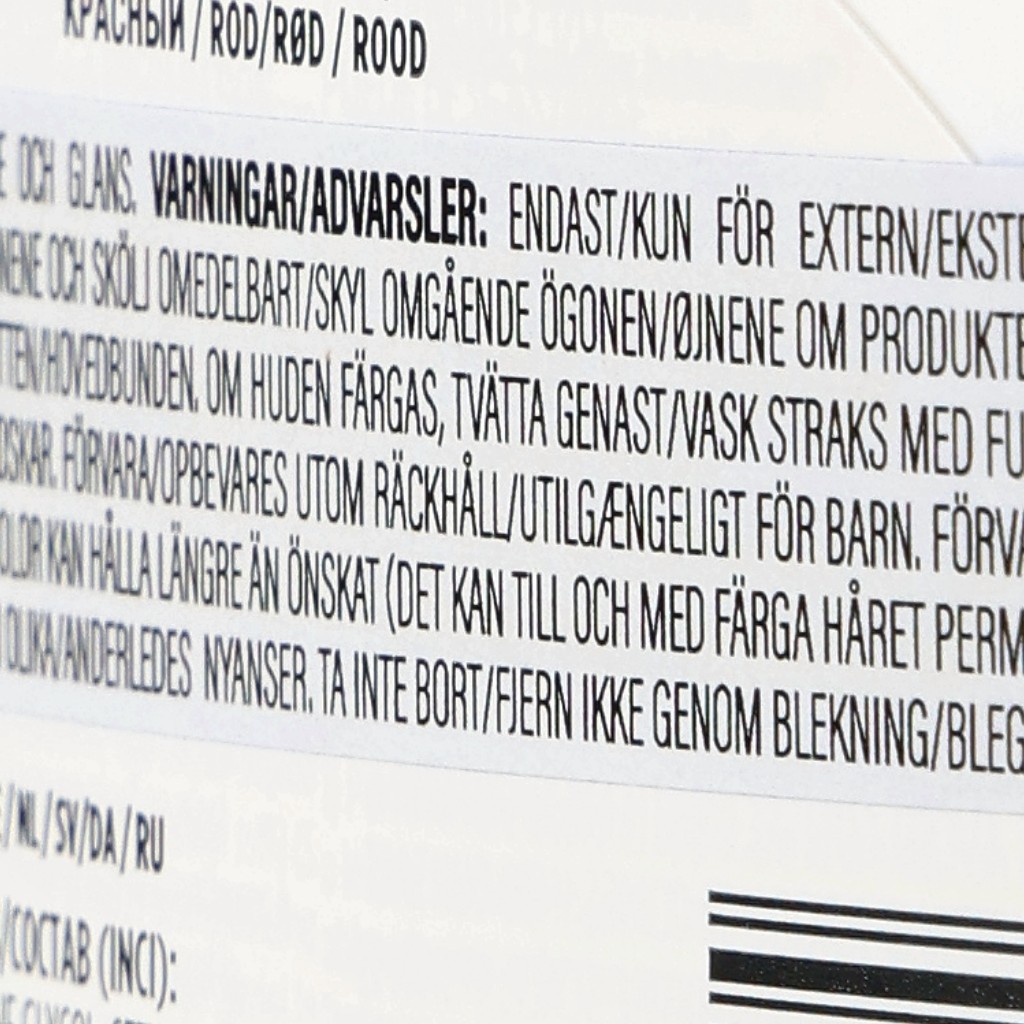 КРАСНЫЙ / RÖD/RØD / ROOD
E OCH GLANS. VARNINGAR/ADVARSLER: ENDAST/KUN FÖR EXTERN/EKSTE
NENE OCH SKÖLJ OMEDELBART/SKYL OMGÅENDE ÖGONEN/ØJNENE OM PRODUKTE
TTEN/HOVEDBUNDEN. OM HUDEN FÄRGAS, TVÄTTA GENAST/VASK STRAKS MED FU
DSKAR. FÖRVARA/OPBEVARES UTOM RÄCKHÅLL/UTILGÆNGELIGT FÖR BARN. FÖRVA
OLOR KAN HÅLLA LÄNGRE ÄN ÖNSKAT (DET KAN TILL OCH MED FÄRGA HÅRET PERM
OLIKA/ANDERLEDES NYANSER. TA INTE BORT/FJERN IKKE GENOM BLEKNING/BLEG
/ NL / SV/DA / RU
/СОСТАВ (INCI):